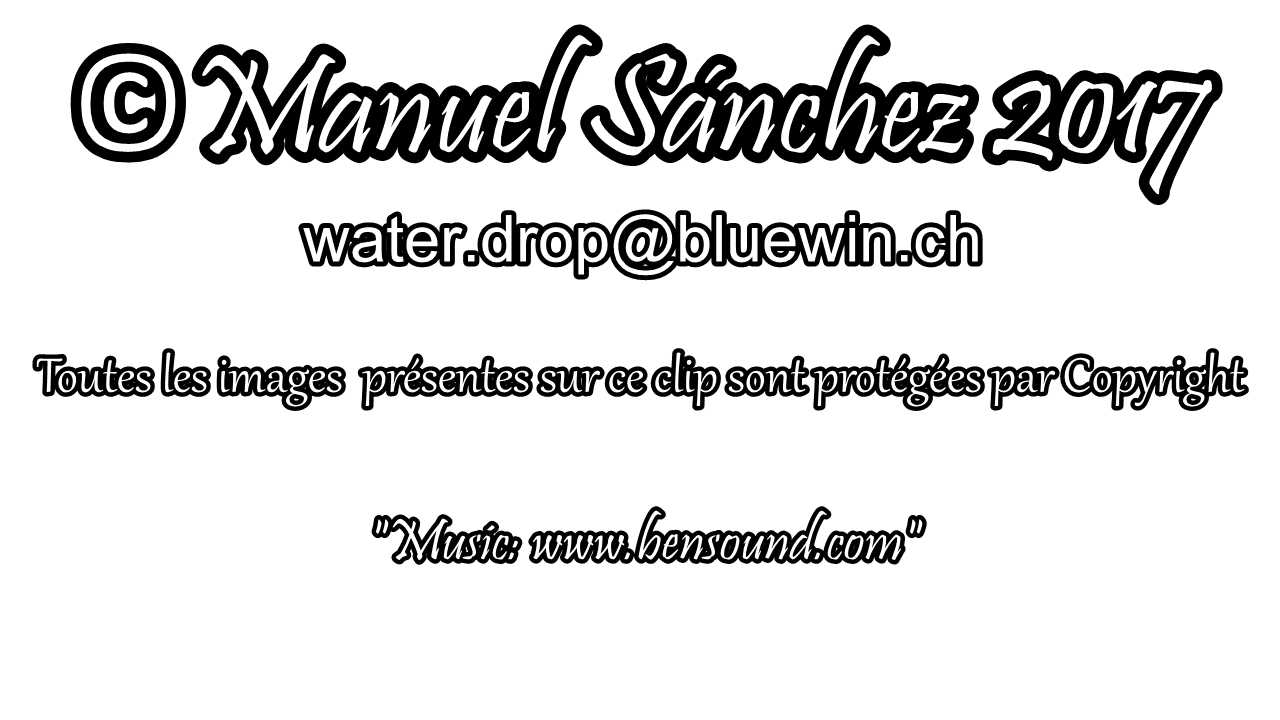 © Manuel Sánchez 2017
water.drop@bluewin.ch
Toutes les images présentes sur ce clip sont protégées par Copyright
"Music: www.bensound.com"